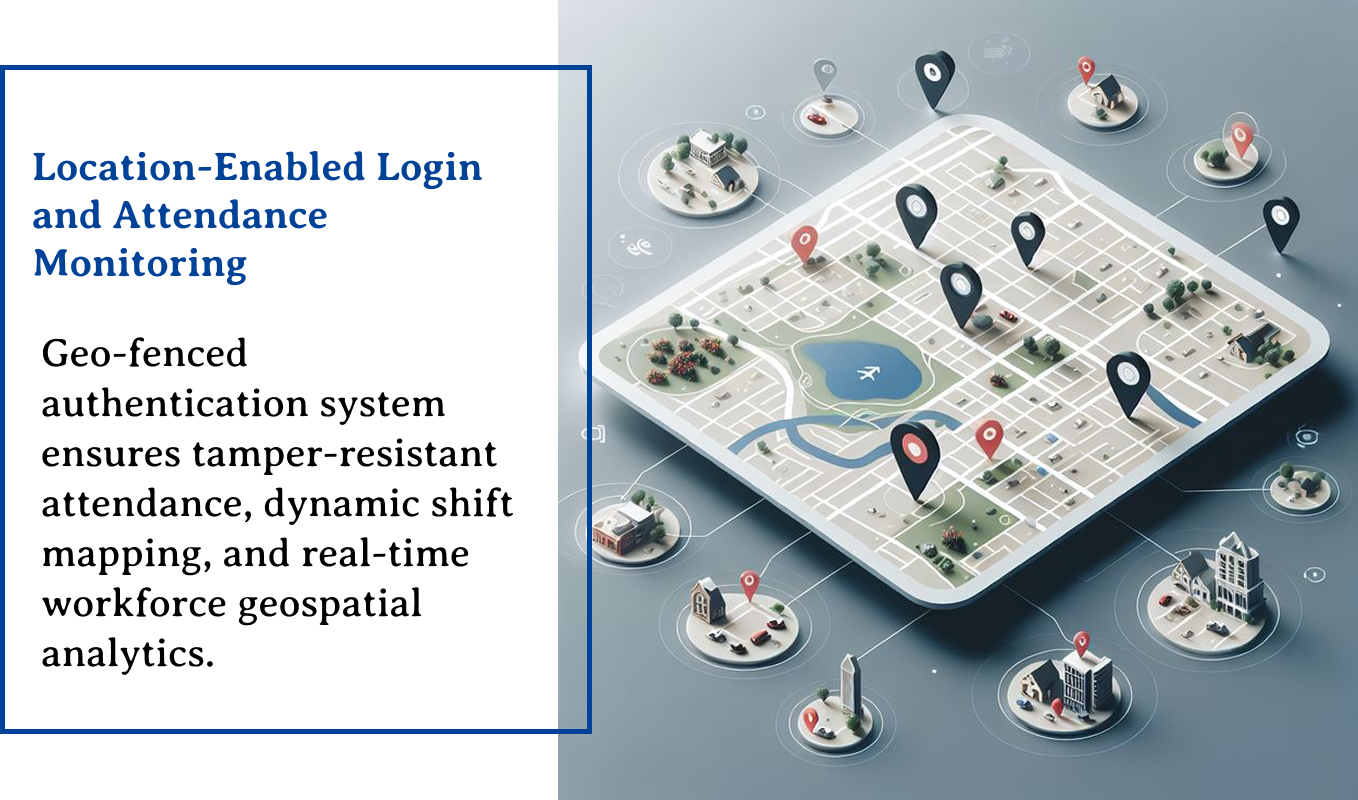 Location-Enabled Login
and Attendance
Monitoring
Geo-fenced
authentication system
ensures tamper-resistant
attendance, dynamic shift
mapping, and real-time
workforce geospatial
analytics.